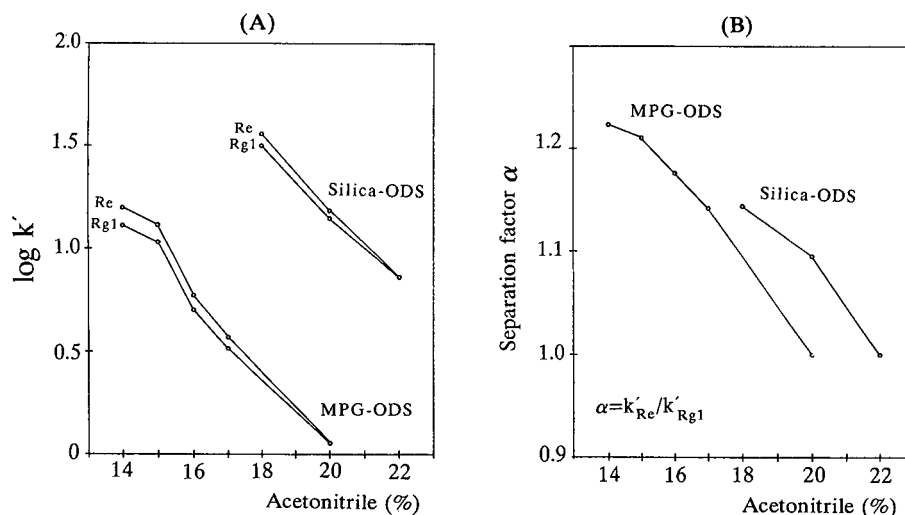 (A)
2.0
1.5
1.0
0.5
0
log k′
Re
Rg1
Silica-ODS
Re
Rg1
MPG-ODS
14 16 18 20 22
Acetonitrile (%)
(B)
1.2
1.1
1.0
0.9
Separation factor α
MPG-ODS
Silica-ODS
α=k′Re/k′Rg1
14 16 18 20 22
Acetonitrile (%)